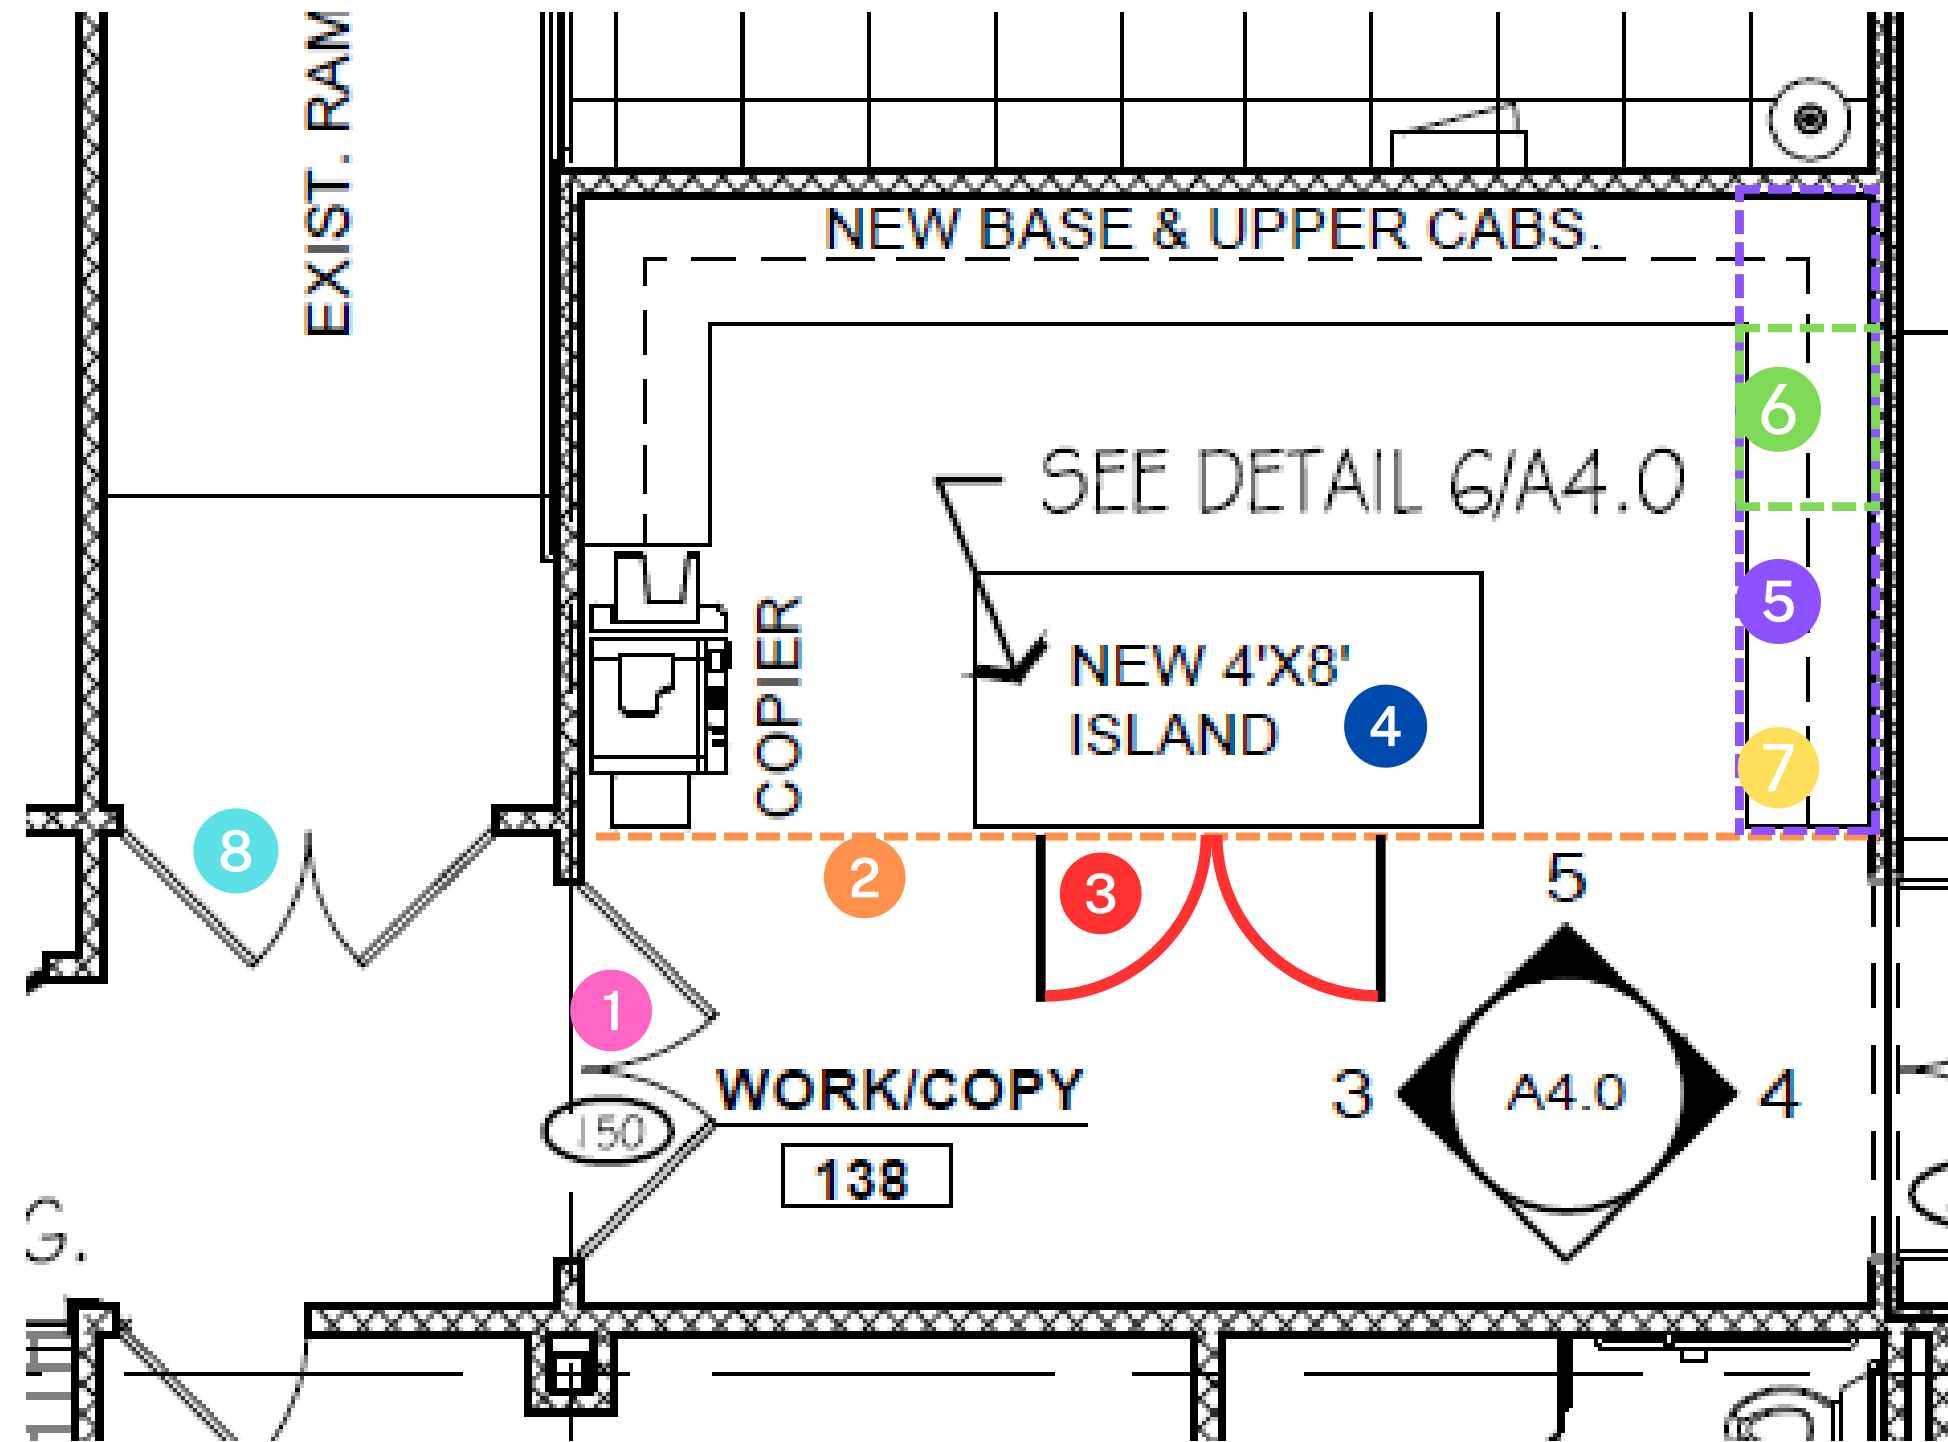 EXIST. RAM
NEW BASE & UPPER CABS.
6
SEE DETAIL 6/A4.0
5
COPIER
NEW 4'X8'
ISLAND
4
7
8
2
3
5
1
WORK/COPY
3
A4.0
4
150
138
G.